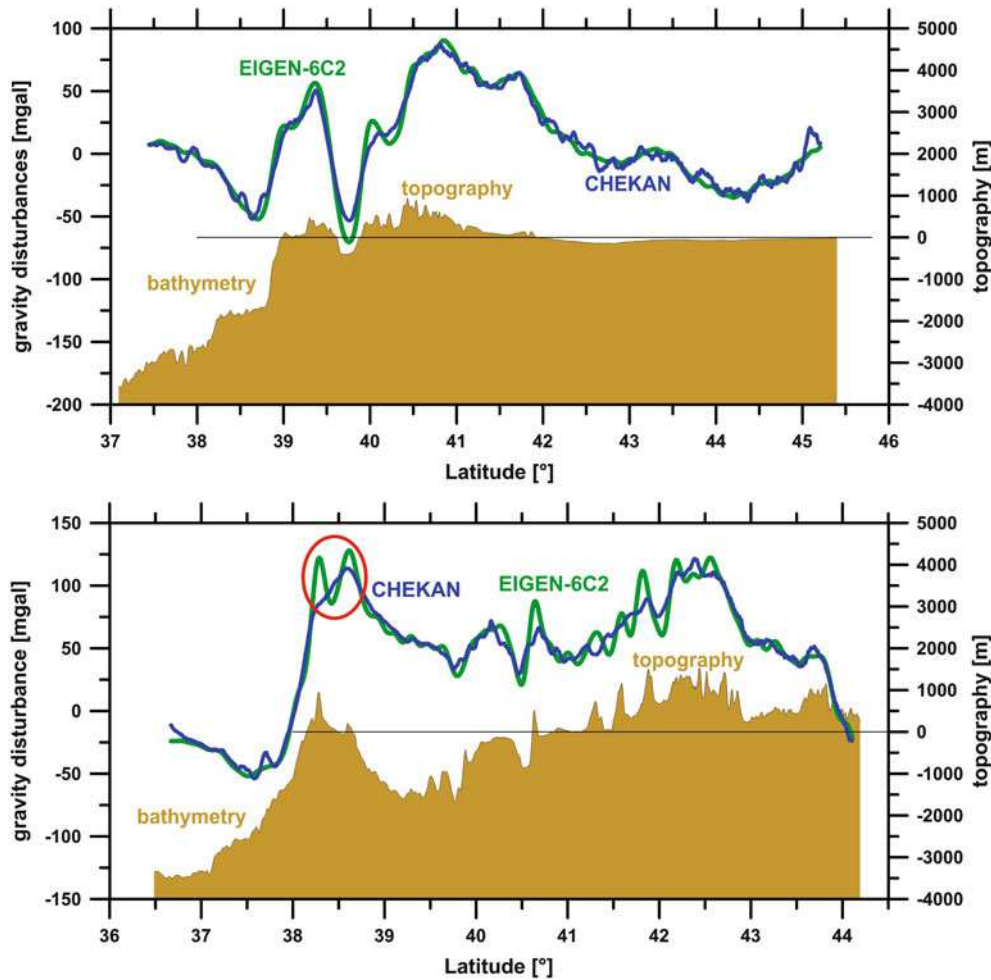 100
50
0
-50
-100
-150
-200
gravity disturbances [mgal]
EIGEN-6C2
CHEKAN
topography
bathymetry
5000
4000
3000
2000
1000
0
-1000
-2000
-3000
-4000
topography [m]
37 38 39 40 41 42 43 44 45 46
Latitude [°]
150
100
50
0
-50
-100
-150
gravity disturbance [mgal]
CHEKAN
EIGEN-6C2
topography
bathymetry
5000
4000
3000
2000
1000
0
-1000
-2000
-3000
-4000
topography [m]
36 37 38 39 40 41 42 43 44
Latitude [°]